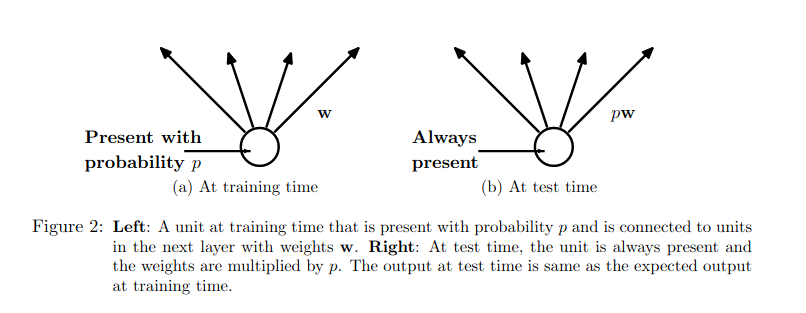 w
pw
Present with
probability p
Always
present
(a) At training time
(b) At test time
Figure 2: Left: A unit at training time that is present with probability p and is connected to units
in the next layer with weights w. Right: At test time, the unit is always present and
the weights are multiplied by p. The output at test time is same as the expected output
at training time.